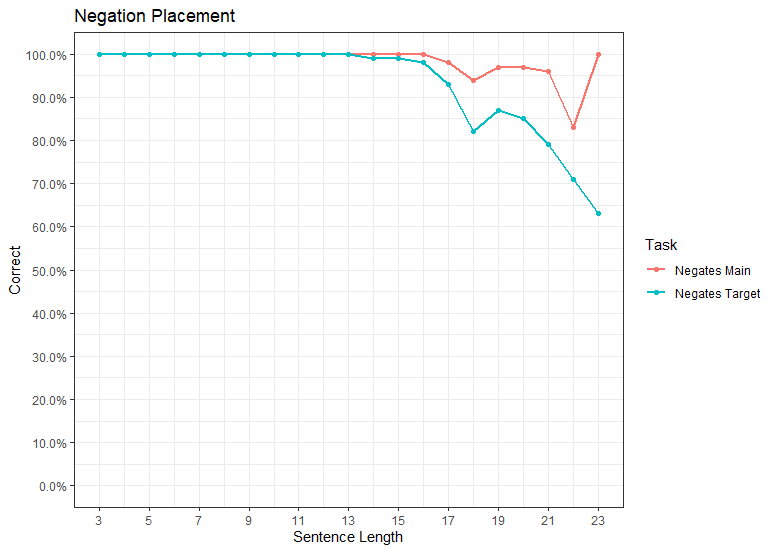 Negation Placement
100.0%
90.0%
80.0%
70.0%
60.0%
50.0%
40.0%
30.0%
20.0%
10.0%
0.0%
Correct
3 5 7 9 11 13 15 17 19 21 23
Sentence Length
Task
Negates Main
Negates Target